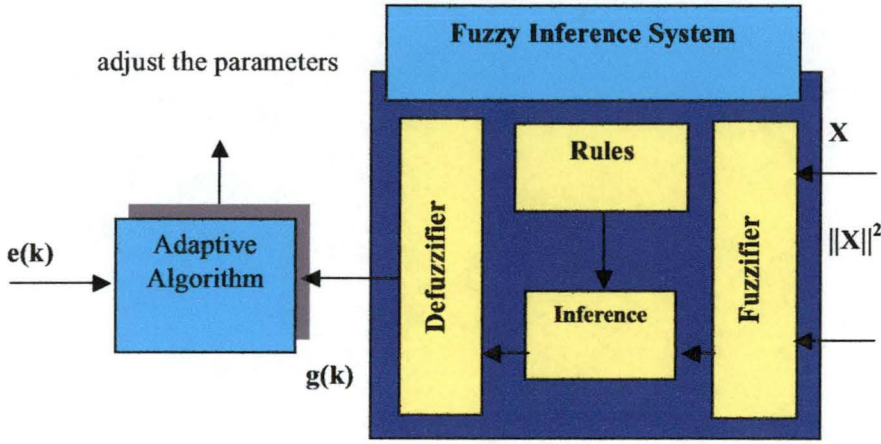 Fuzzy Inference System
adjust the parameters
X
Rules
||X||²
e(k)
Adaptive
Algorithm
Defuzzifier
Inference
Fuzzifier
g(k)